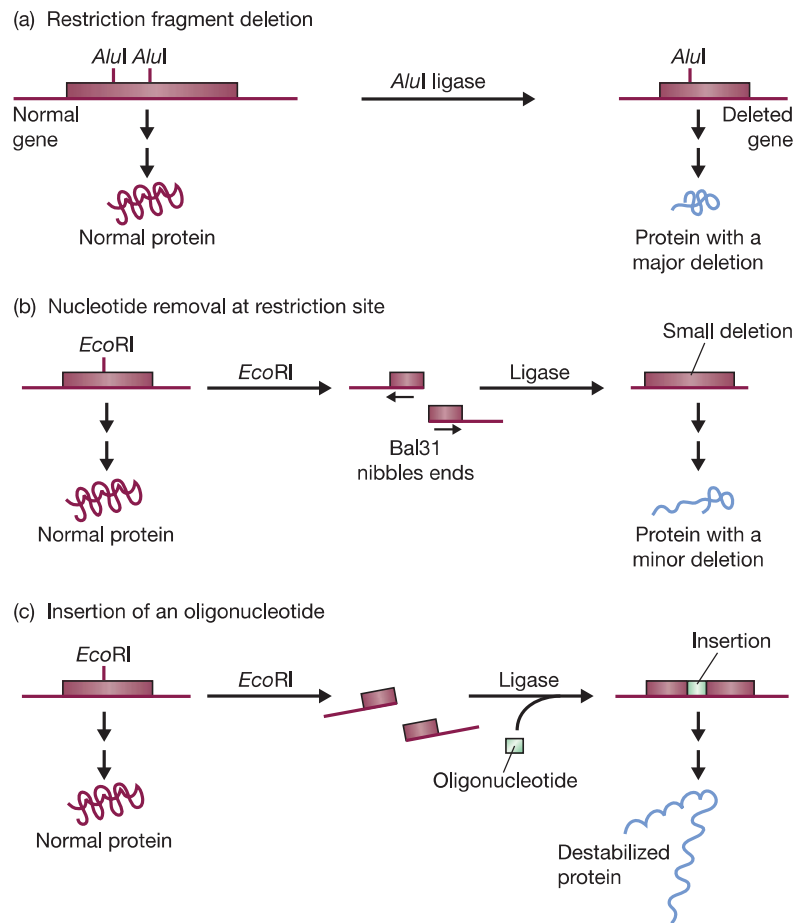 (a) Restriction fragment deletion
AluI AluI
AluI ligase
AluI
Normal
gene
Deleted
gene
Normal protein
Protein with a
major deletion
(b) Nucleotide removal at restriction site
EcoRI
EcoRI
Ligase
Small deletion
Bal31
nibbles ends
Normal protein
Protein with a
minor deletion
(c) Insertion of an oligonucleotide
EcoRI
EcoRI
Ligase
Insertion
Oligonucleotide
Normal protein
Destabilized
protein